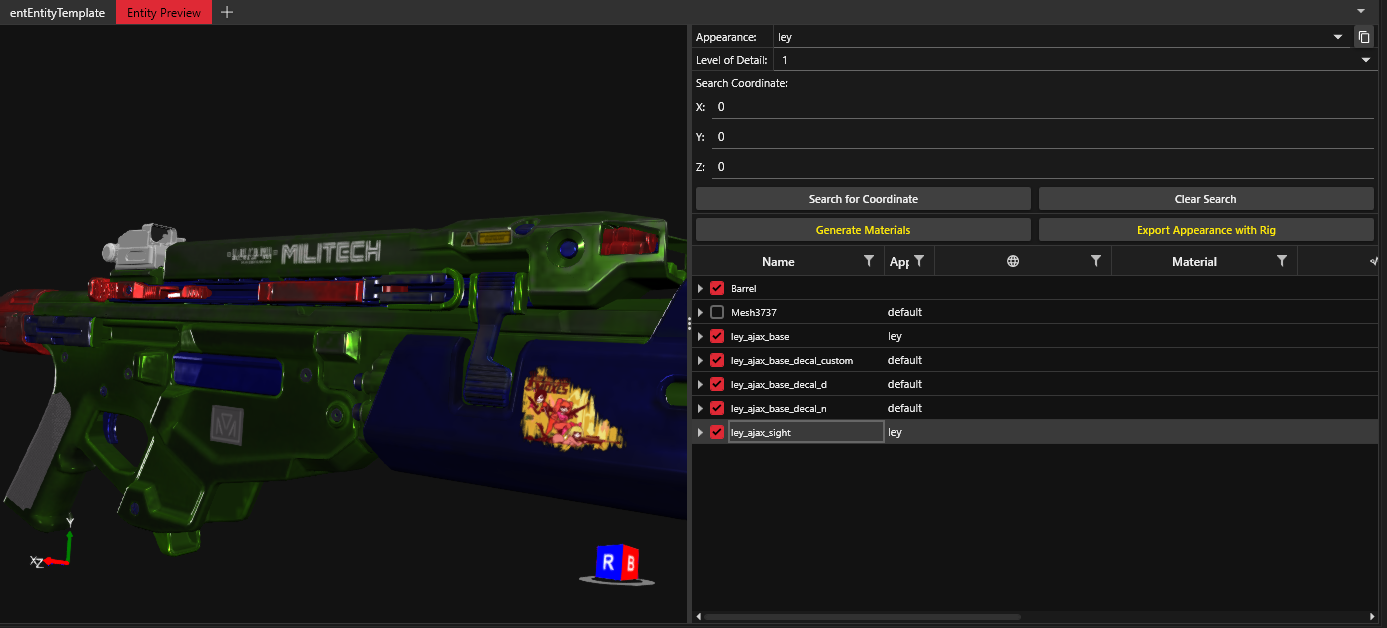 entEntityTemplate
Entity Preview
Appearance:
ley
Level of Detail:
1
Search Coordinate:
X:
0
Y:
0
Z:
0
Search for Coordinate
Clear Search
Generate Materials
Export Appearance with Rig
Name
App
Material
Barrel
Mesh3737
default
ley_ajax_base
ley
ley_ajax_base_decal_custom
default
ley_ajax_base_decal_d
default
ley_ajax_base_decal_n
default
ley_ajax_sight
ley
MILITECH
Y
X
Z
R
B